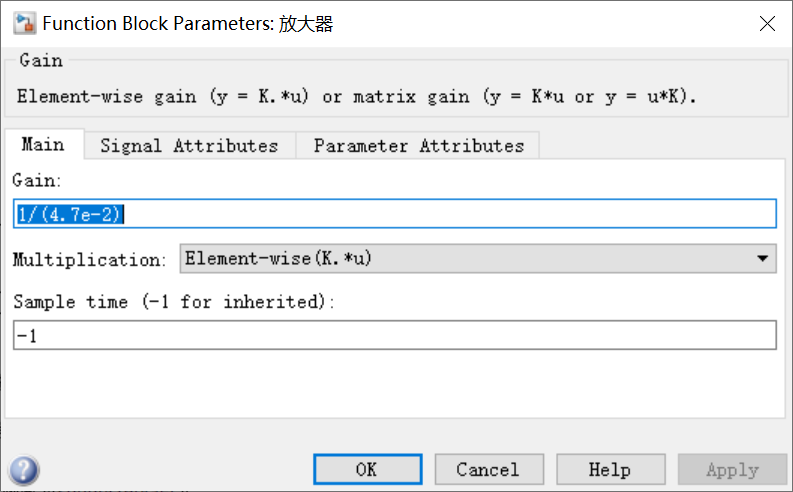 Function Block Parameters: 放大器
Gain
Element-wise gain (y = K.*u) or matrix gain (y = K*u or y = u*K).
Main Signal Attributes Parameter Attributes
Gain:
1/(4.7e-2)
Multiplication: Element-wise(K.*u)
Sample time (-1 for inherited):
-1
? OK Cancel Help Apply